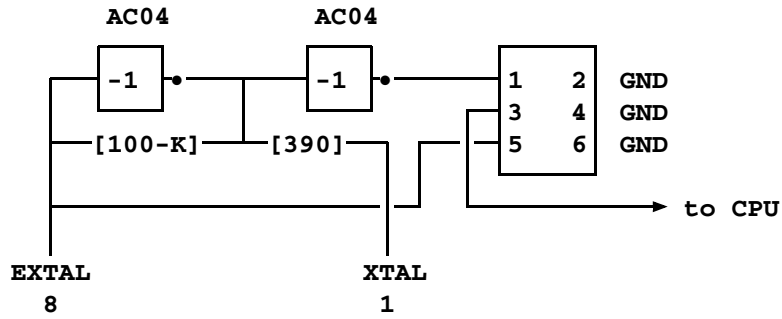 AC04 AC04
-1 -1 1 2 GND
3 4 GND
[100-K] [390] 5 6 GND
to CPU
EXTAL XTAL
8 1